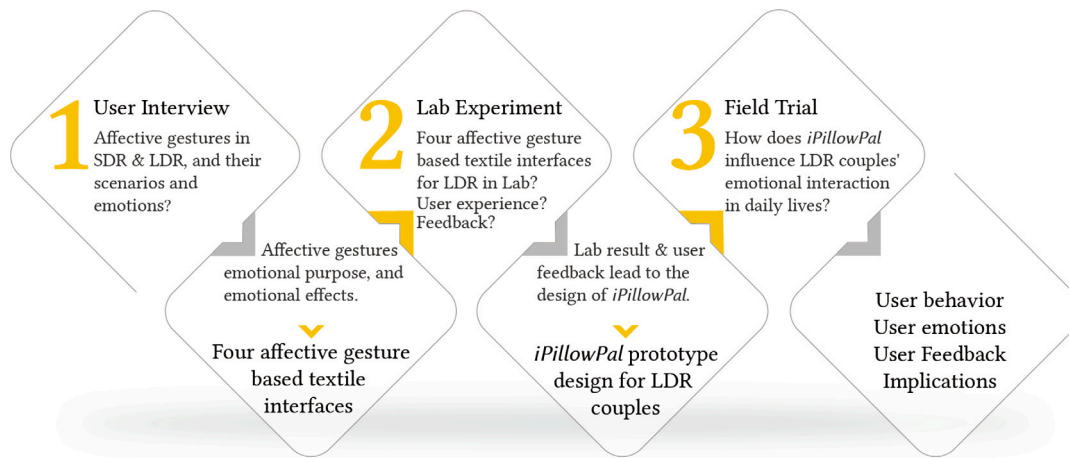 1
User Interview
Affective gestures in
SDR & LDR, and their
scenarios and
emotions?
Affective gestures
emotional purpose, and
emotional effects.
Four affective gesture
based textile
interfaces
2
Lab Experiment
Four affective gesture
based textile interfaces
for LDR in Lab?
User experience?
Feedback?
Lab result & user
feedback lead to the
design of iPillowPal.
iPillowPal prototype
design for LDR
couples
3
Field Trial
How does iPillowPal
influence LDR couples'
emotional interaction
in daily lives?
User behavior
User emotions
User Feedback
Implications